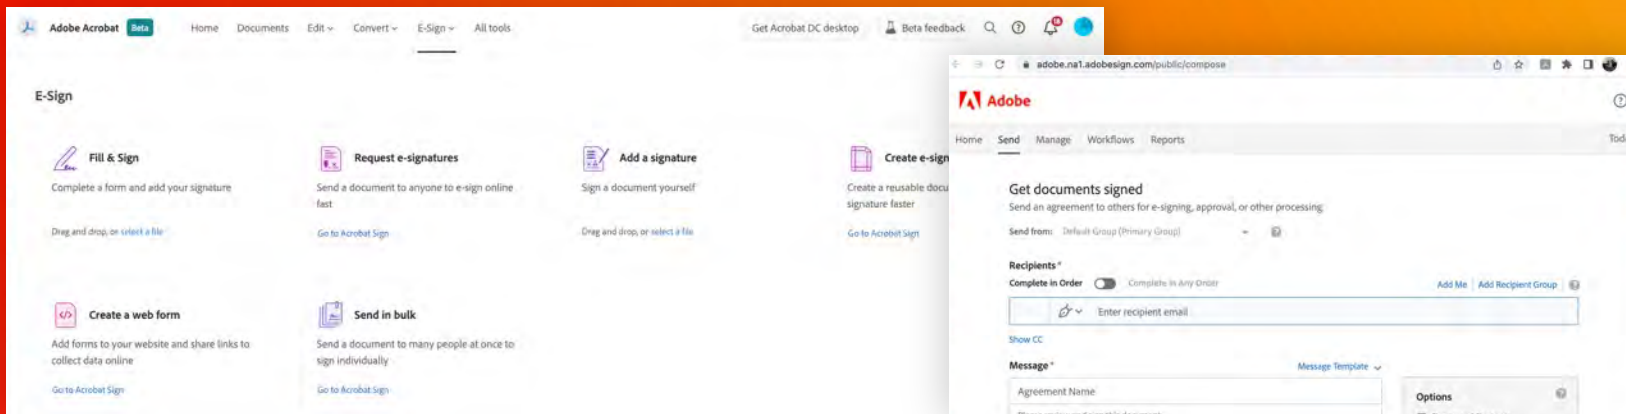 Adobe Acrobat Beta Home Documents Edit Convert E-Sign All tools Get Acrobat DC desktop Beta feedback 18
E-Sign
Fill & Sign
Complete a form and add your signature
Drag and drop, or select a file
Request e-signatures
Send a document to anyone to e-sign online
fast
Go to Acrobat Sign
Add a signature
Sign a document yourself
Drag and drop, or select a file
Create e-sign
Create a reusable docu
signature faster
Go to Acrobat Sign
Create a web form
Add forms to your website and share links to
collect data online
Go to Acrobat Sign
Send in bulk
Send a document to many people at once to
sign individually
Go to Acrobat Sign
adobe.na1.adobesign.com/public/compose
Adobe
Home Send Manage Workflows Reports
Get documents signed
Send an agreement to others for e-signing, approval, or other processing
Send from: Default Group (Primary Group)
Recipients *
Complete in Order Complete in Any Order Add Me Add Recipient Group
Enter recipient email
Show CC
Message * Message Template
Agreement Name
Options